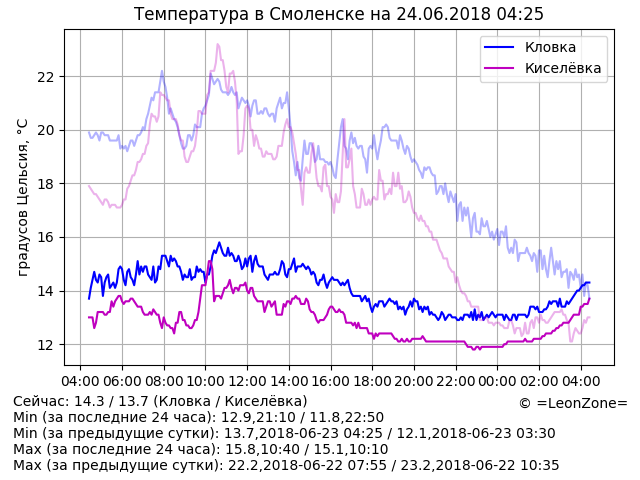 Температура в Смоленске на 24.06.2018 04:25
Кловка
Киселёвка
градусов Цельсия, °C
22
20
18
16
14
12
04:00 06:00 08:00 10:00 12:00 14:00 16:00 18:00 20:00 22:00 00:00 02:00 04:00
Сейчас: 14.3 / 13.7 (Кловка / Киселёвка)
© =LeonZone=
Min (за последние 24 часа): 12.9,21:10 / 11.8,22:50
Min (за предыдущие сутки): 13.7,2018-06-23 04:25 / 12.1,2018-06-23 03:30
Max (за последние 24 часа): 15.8,10:40 / 15.1,10:10
Max (за предыдущие сутки): 22.2,2018-06-22 07:55 / 23.2,2018-06-22 10:35